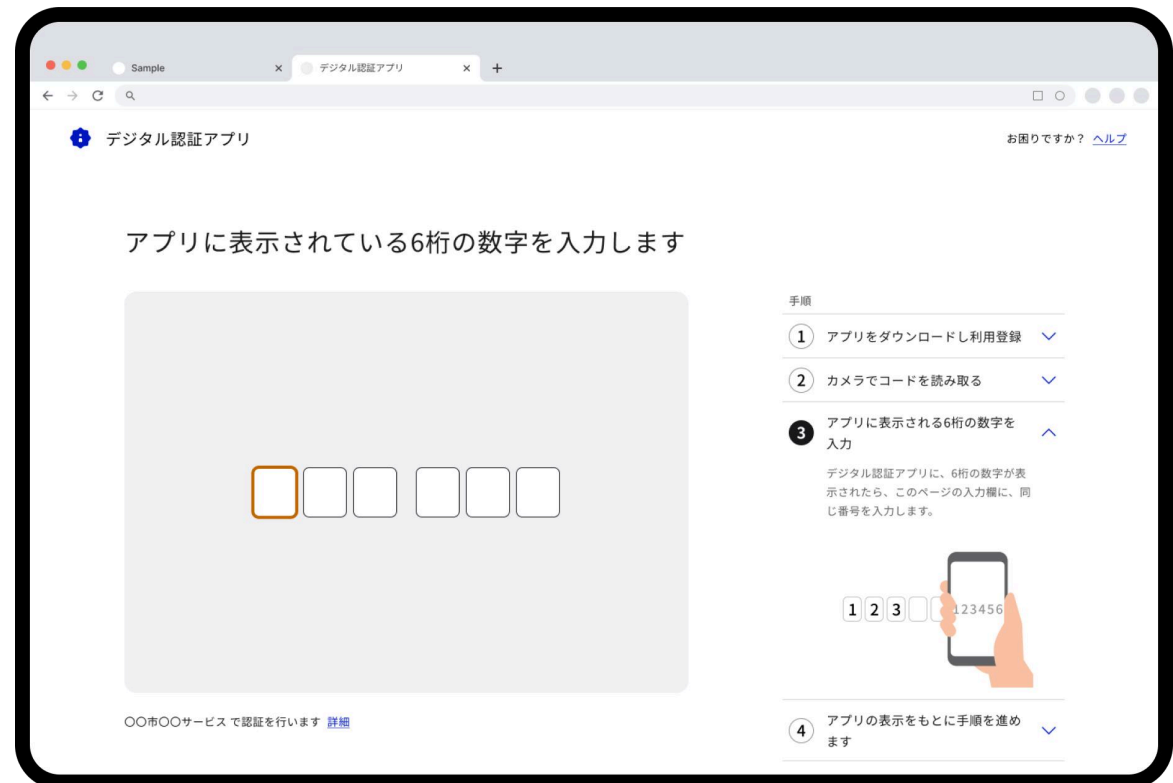 Sample
デジタル認証アプリ
デジタル認証アプリ
お困りですか？ ヘルプ
アプリに表示されている6桁の数字を入力します
〇〇市〇〇サービス で認証を行います 詳細
手順
1 アプリをダウンロードし利用登録
2 カメラでコードを読み取る
3 アプリに表示される6桁の数字を
入力
デジタル認証アプリに、6桁の数字が表
示されたら、このページの入力欄に、同
じ番号を入力します。
1 2 3
123456
4 アプリの表示をもとに手順を進め
ます